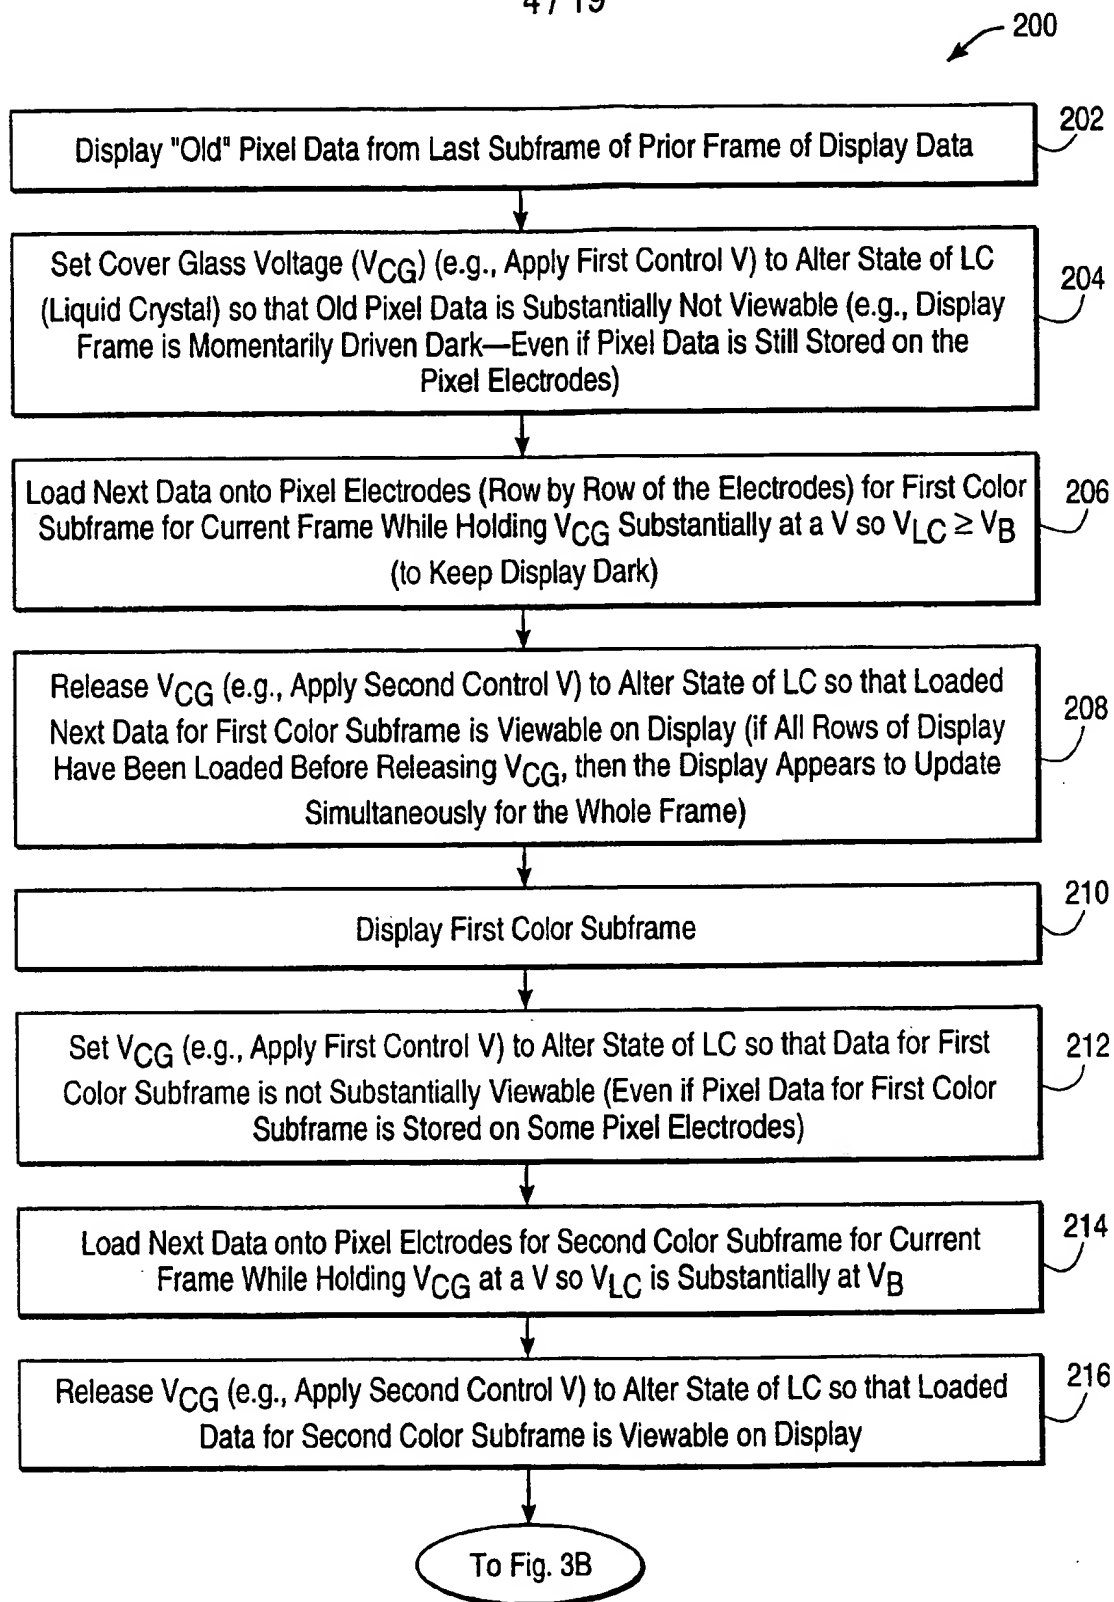 4 / 19
200
Display "Old" Pixel Data from Last Subframe of Prior Frame of Display Data
202
Set Cover Glass Voltage (VCG) (e.g., Apply First Control V) to Alter State of LC
(Liquid Crystal) so that Old Pixel Data is Substantially Not Viewable (e.g., Display
Frame is Momentarily Driven Dark—Even if Pixel Data is Still Stored on the
Pixel Electrodes)
204
Load Next Data onto Pixel Electrodes (Row by Row of the Electrodes) for First Color
Subframe for Current Frame While Holding VCG Substantially at a V so VLC ≥ VB
(to Keep Display Dark)
206
Release VCG (e.g., Apply Second Control V) to Alter State of LC so that Loaded
Next Data for First Color Subframe is Viewable on Display (if All Rows of Display
Have Been Loaded Before Releasing VCG, then the Display Appears to Update
Simultaneously for the Whole Frame)
208
Display First Color Subframe
210
Set VCG (e.g., Apply First Control V) to Alter State of LC so that Data for First
Color Subframe is not Substantially Viewable (Even if Pixel Data for First Color
Subframe is Stored on Some Pixel Electrodes)
212
Load Next Data onto Pixel Elctrodes for Second Color Subframe for Current
Frame While Holding VCG at a V so VLC is Substantially at VB
214
Release VCG (e.g., Apply Second Control V) to Alter State of LC so that Loaded
Data for Second Color Subframe is Viewable on Display
216
To Fig. 3B